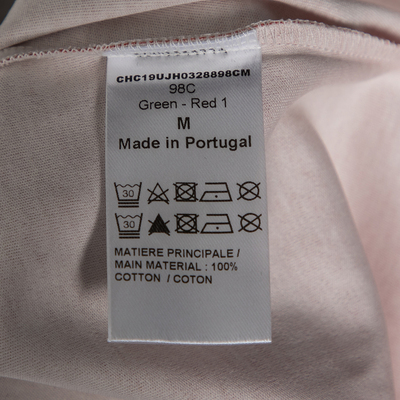 CHC19UJH0328898CM
98C
Green - Red 1
M
Made in Portugal
30
30
MATIERE PRINCIPALE /
MAIN MATERIAL : 100%
COTTON / COTON